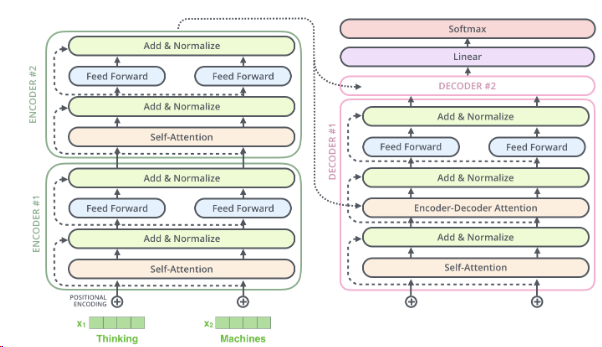 ENCODER #2
Add & Normalize
Feed Forward Feed Forward
Add & Normalize
Self-Attention
ENCODER #1
Add & Normalize
Feed Forward Feed Forward
Add & Normalize
Self-Attention
POSITIONAL
ENCODING
x₁ x₂
Thinking Machines
Softmax
Linear
DECODER #2
DECODER #1
Add & Normalize
Feed Forward Feed Forward
Add & Normalize
Encoder-Decoder Attention
Add & Normalize
Self-Attention